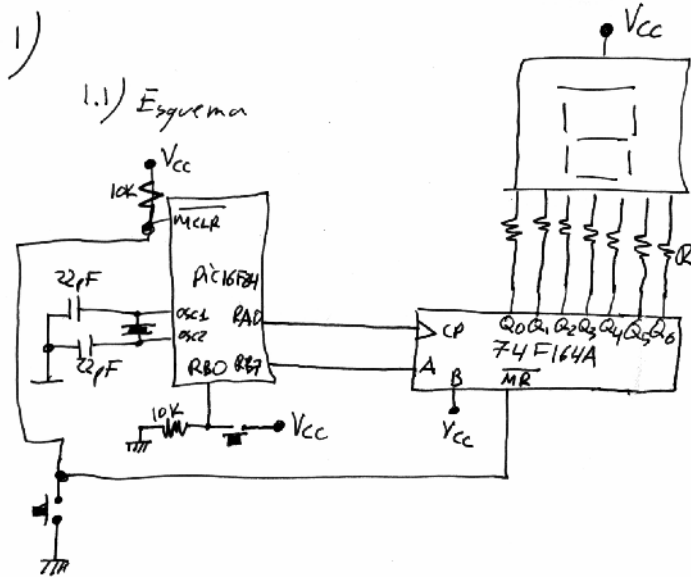 1)
1.1) Esquema
Vcc
Vcc
10K
MCLR
PIC16F84
22pF
OSC1
OSC2
22pF
RA0
RB7
RB0
CP
Q0 Q1 Q2 Q3 Q4 Q5 Q6
R
74F164A
A
B
MR
Vcc
10K
Vcc